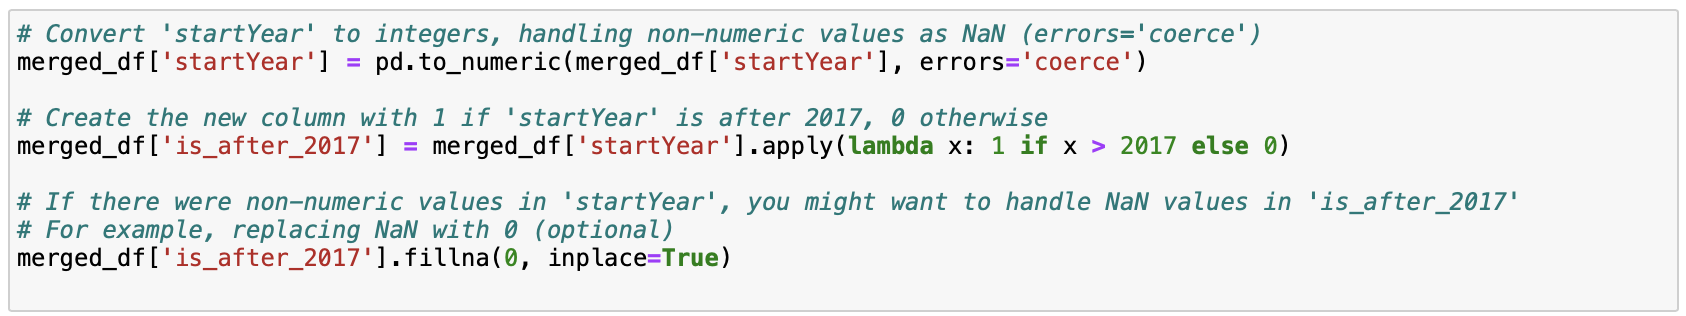 # Convert 'startYear' to integers, handling non-numeric values as NaN (errors='coerce')
merged_df['startYear'] = pd.to_numeric(merged_df['startYear'], errors='coerce')
# Create the new column with 1 if 'startYear' is after 2017, 0 otherwise
merged_df['is_after_2017'] = merged_df['startYear'].apply(lambda x: 1 if x > 2017 else 0)
# If there were non-numeric values in 'startYear', you might want to handle NaN values in 'is_after_2017'
# For example, replacing NaN with 0 (optional)
merged_df['is_after_2017'].fillna(0, inplace=True)